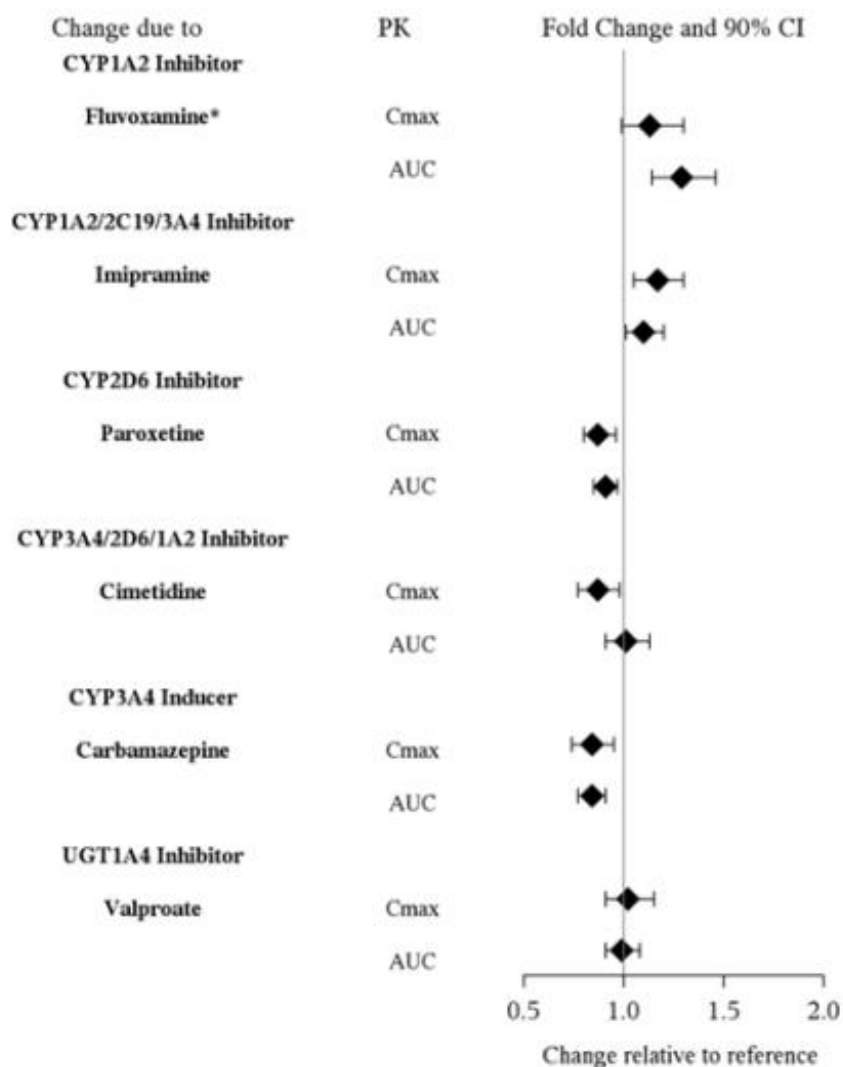 Change due to PK Fold Change and 90% CI
CYP1A2 Inhibitor
Fluvoxamine* Cmax
AUC
CYP1A2/2C19/3A4 Inhibitor
Imipramine Cmax
AUC
CYP2D6 Inhibitor
Paroxetine Cmax
AUC
CYP3A4/2D6/1A2 Inhibitor
Cimetidine Cmax
AUC
CYP3A4 Inducer
Carbamazepine Cmax
AUC
UGT1A4 Inhibitor
Valproate Cmax
AUC
0.5 1.0 1.5 2.0
Change relative to reference